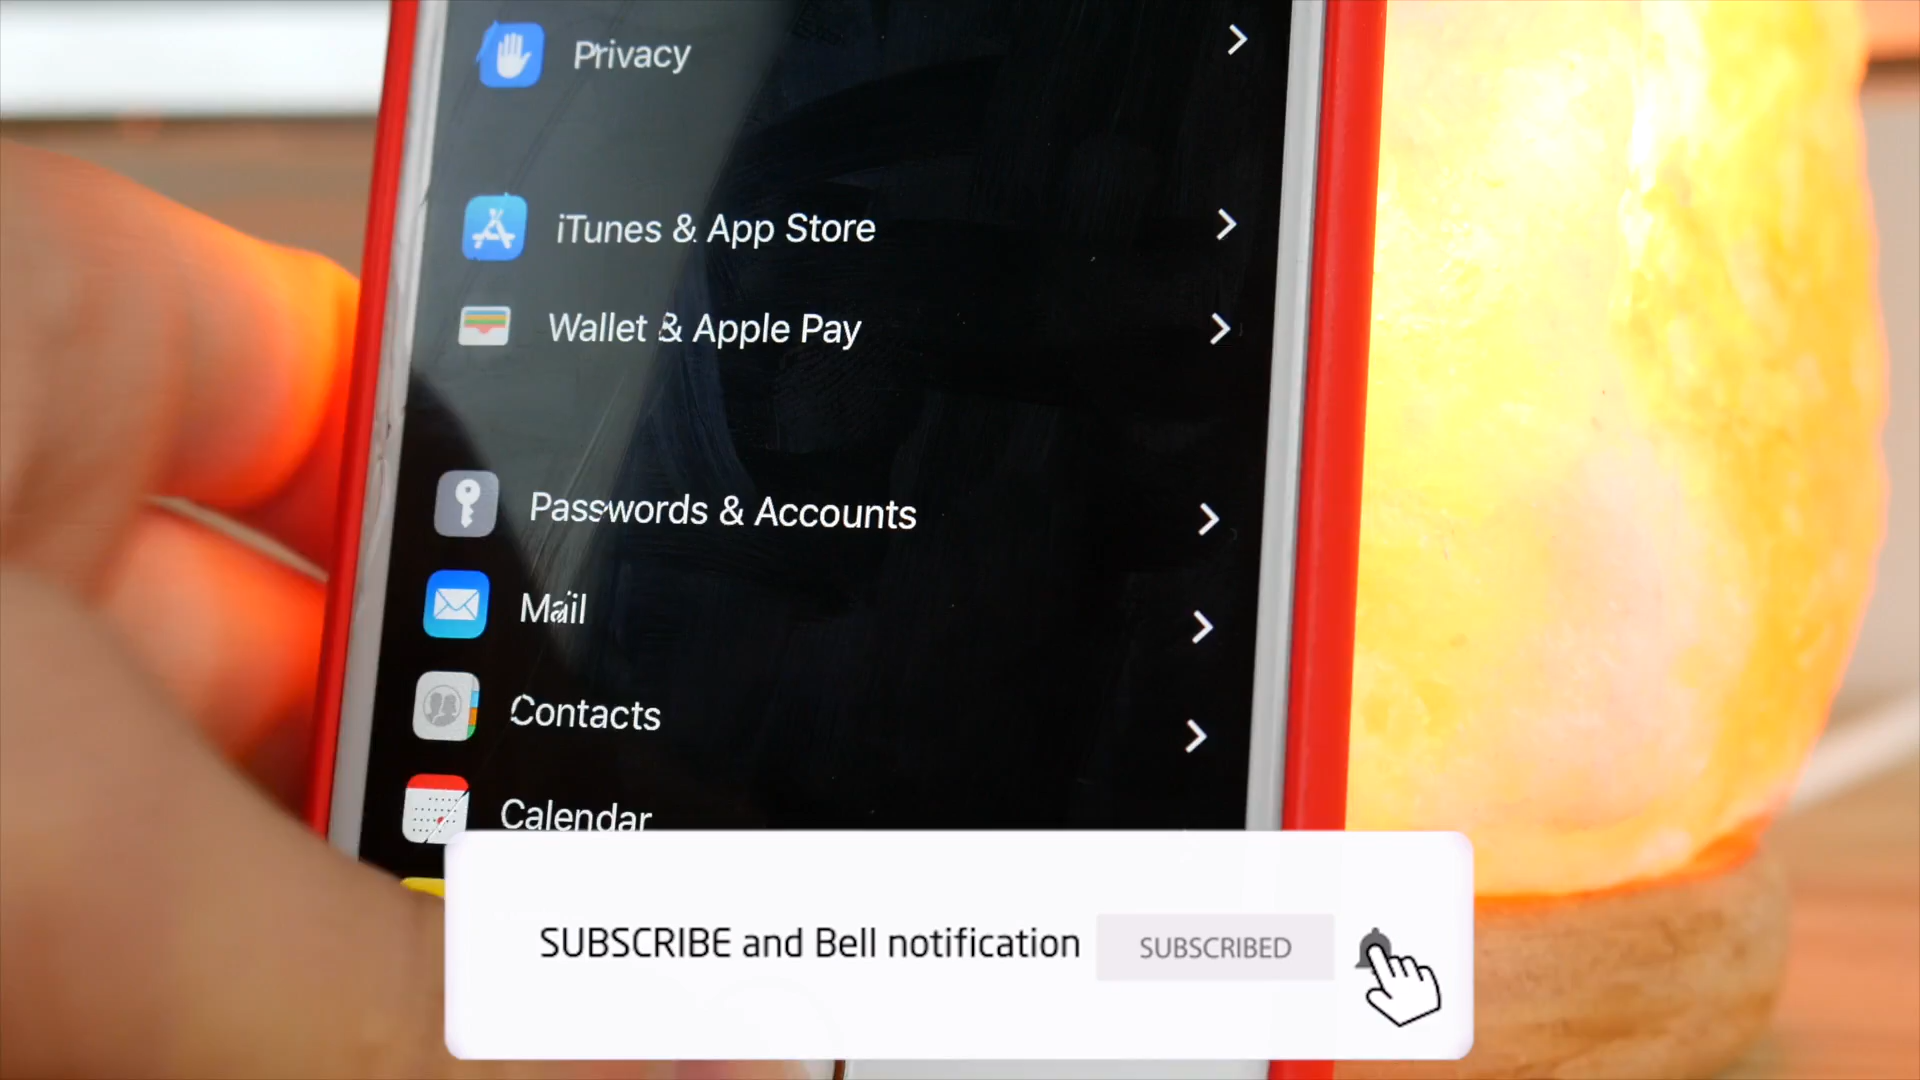 Privacy
iTunes & App Store
Wallet & Apple Pay
Passwords & Accounts
Mail
Contacts
Calendar
SUBSCRIBE and Bell notification
SUBSCRIBED